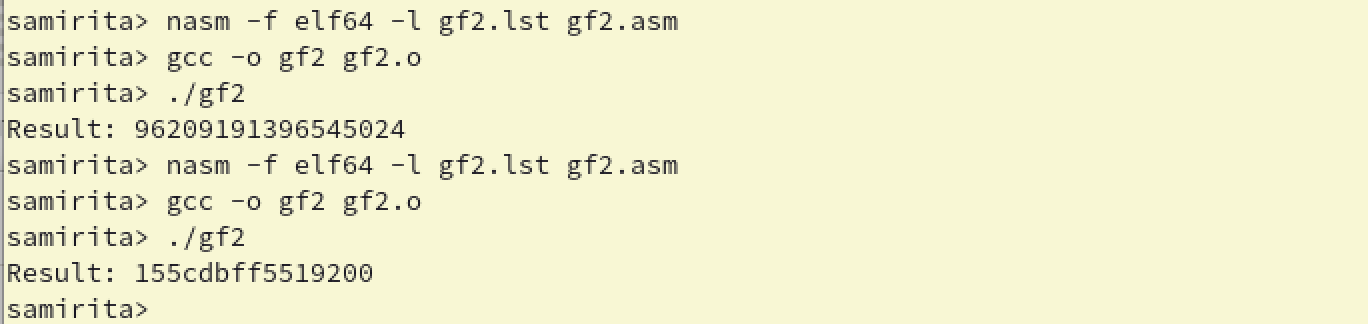 samirita> nasm -f elf64 -l gf2.lst gf2.asm
samirita> gcc -o gf2 gf2.o
samirita> ./gf2
Result: 96209191396545024
samirita> nasm -f elf64 -l gf2.lst gf2.asm
samirita> gcc -o gf2 gf2.o
samirita> ./gf2
Result: 155cdbff5519200
samirita>